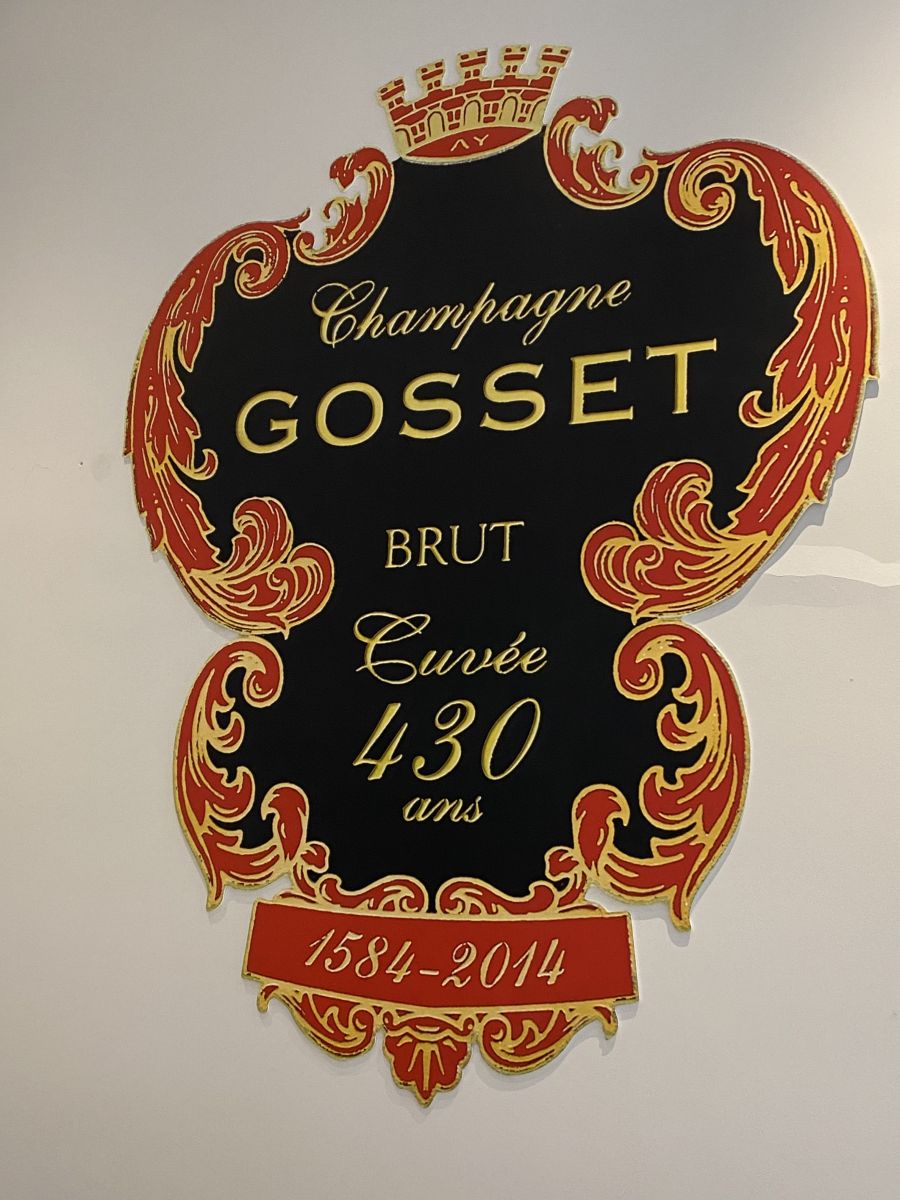 AY
Champagne
GOSSET
BRUT
Cuvée
430
ans
1584-2014